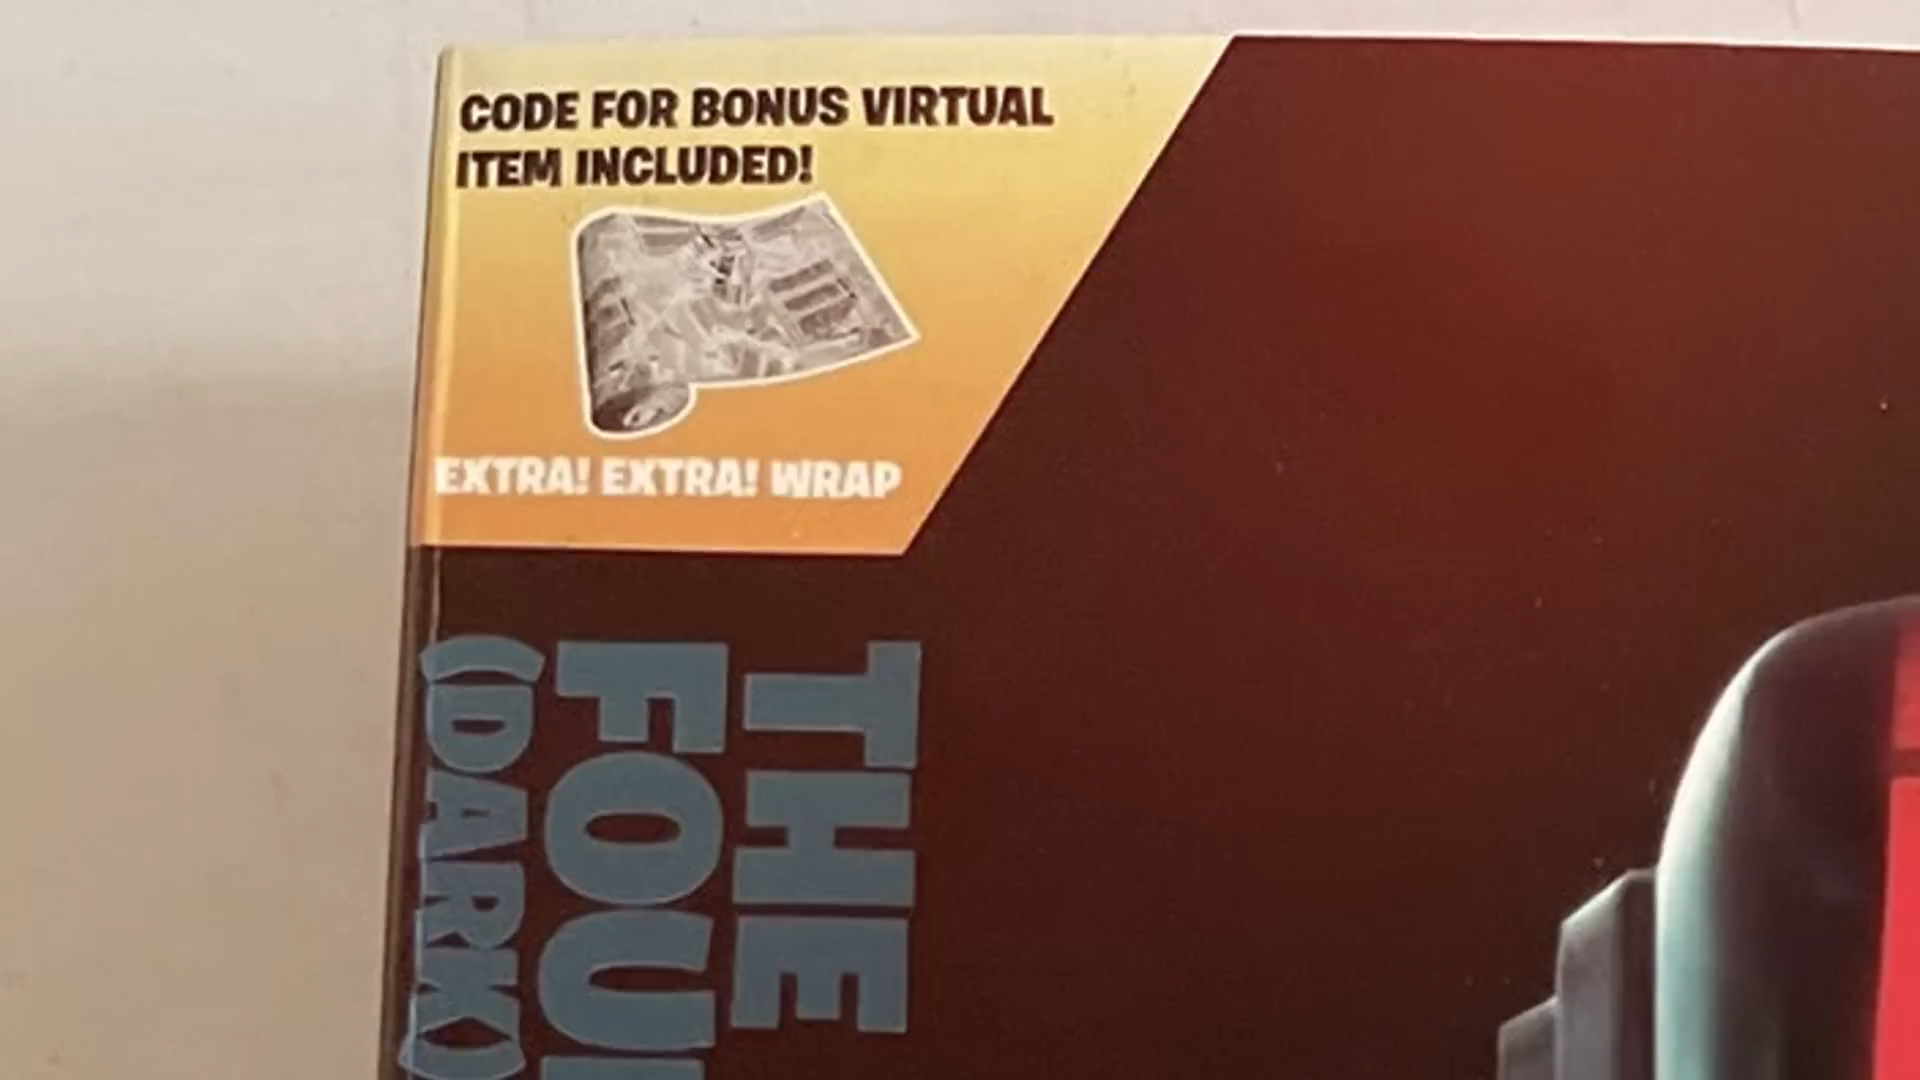 CODE FOR BONUS VIRTUAL
ITEM INCLUDED!
EXTRA! EXTRA! WRAP
THE
(DARK)